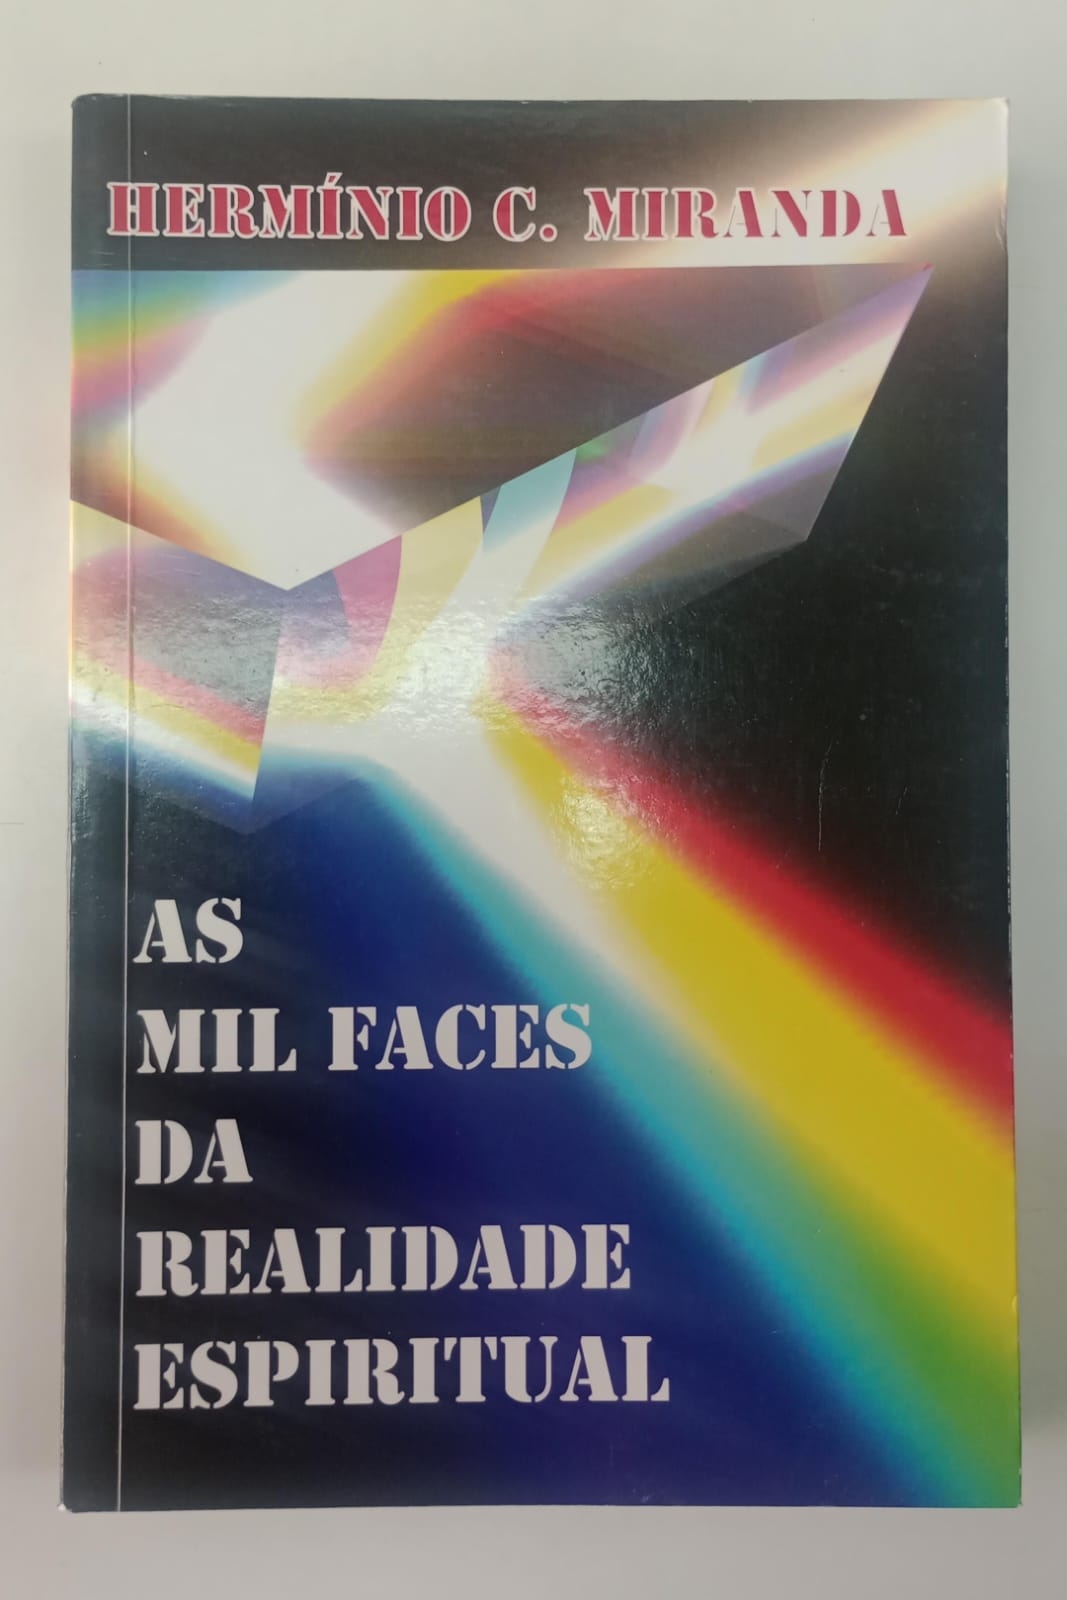 HERMÍNIO C. MIRANDA
AS
MIL FACES
DA
REALIDADE
ESPIRITUAL